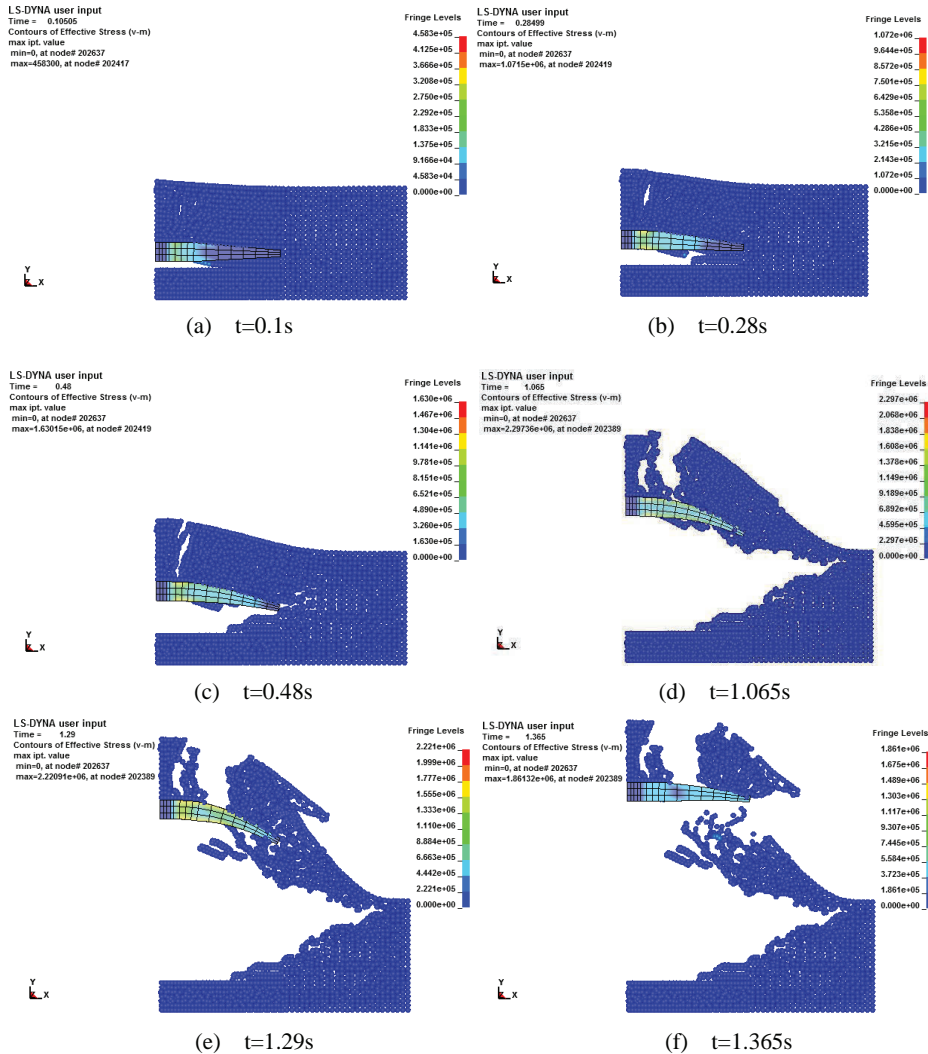 LS-DYNA user input
Time = 0.10505
Contours of Effective Stress (v-m)
max ipt. value
min=0, at node# 202637
max=458300, at node# 202417
Fringe Levels
4.583e+05
4.125e+05
3.666e+05
3.208e+05
2.750e+05
2.292e+05
1.833e+05
1.375e+05
9.166e+04
4.583e+04
0.000e+00
Y
X
(a) t=0.1s
LS-DYNA user input
Time = 0.28499
Contours of Effective Stress (v-m)
max ipt. value
min=0, at node# 202637
max=1.0715e+06, at node# 202419
Fringe Levels
1.072e+06
9.644e+05
8.572e+05
7.501e+05
6.429e+05
5.358e+05
4.286e+05
3.215e+05
2.143e+05
1.072e+05
0.000e+00
Y
X
(b) t=0.28s
LS-DYNA user input
Time = 0.48
Contours of Effective Stress (v-m)
max ipt. value
min=0, at node# 202637
max=1.63015e+06, at node# 202419
Fringe Levels
1.630e+06
1.467e+06
1.304e+06
1.141e+06
9.781e+05
8.151e+05
6.521e+05
4.890e+05
3.260e+05
1.630e+05
0.000e+00
Y
X
(c) t=0.48s
LS-DYNA user input
Time = 1.065
Contours of Effective Stress (v-m)
max ipt. value
min=0, at node# 202637
max=2.29736e+06, at node# 202389
Fringe Levels
2.297e+06
2.068e+06
1.838e+06
1.608e+06
1.378e+06
1.149e+06
9.189e+05
6.892e+05
4.595e+05
2.297e+05
0.000e+00
Y
X
(d) t=1.065s
LS-DYNA user input
Time = 1.29
Contours of Effective Stress (v-m)
max ipt. value
min=0, at node# 202637
max=2.22091e+06, at node# 202389
Fringe Levels
2.221e+06
1.999e+06
1.777e+06
1.555e+06
1.333e+06
1.110e+06
8.884e+05
6.663e+05
4.442e+05
2.221e+05
0.000e+00
Y
X
(e) t=1.29s
LS-DYNA user input
Time = 1.365
Contours of Effective Stress (v-m)
max ipt. value
min=0, at node# 202637
max=1.86132e+06, at node# 202389
Fringe Levels
1.861e+06
1.675e+06
1.489e+06
1.303e+06
1.117e+06
9.307e+05
7.445e+05
5.584e+05
3.723e+05
1.861e+05
0.000e+00
Y
X
(f) t=1.365s